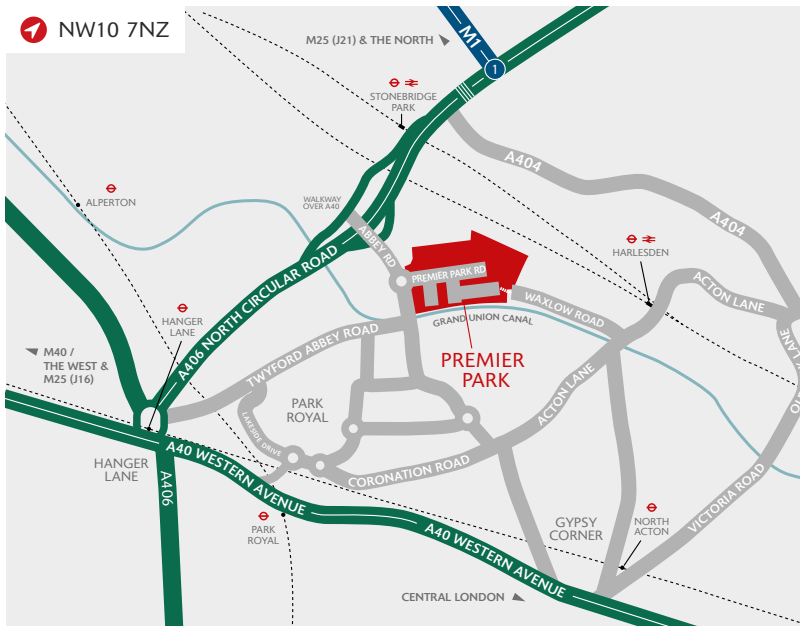 NW10 7NZ
M25 (J21) & THE NORTH
M1
1
STONEBRIDGE
PARK
A404
A404
ALPERTON
WALKWAY
OVER A40
ABBEY RD
HARLESDEN
PREMIER PARK RD
WAXLOW ROAD
ACTON LANE
GRAND UNION CANAL
A406 NORTH CIRCULAR ROAD
HANGER
LANE
M40 /
THE WEST &
M25 (J16)
TWYFORD ABBEY ROAD
PREMIER
PARK
PARK
ROYAL
LAKESIDE DRIVE
ACTON LANE
CORONATION ROAD
HANGER
LANE
A40 WESTERN AVENUE
A406
PARK
ROYAL
A40 WESTERN AVENUE
GYPSY
CORNER
NORTH
ACTON
VICTORIA ROAD
CENTRAL LONDON